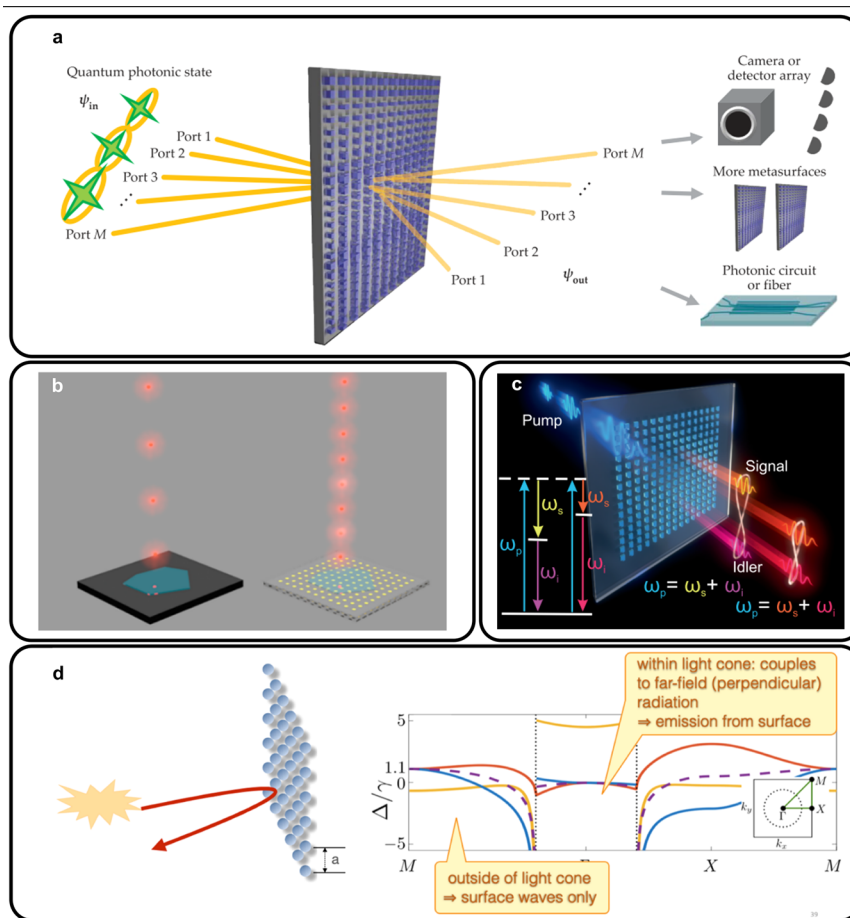 a
Quantum photonic state
ψin
Port 1
Port 2
Port 3
⋰
Port M
Port M
⋰
Port 3
Port 2
Port 1
ψout
Camera or
detector array
More metasurfaces
Photonic circuit
or fiber
b
c
Pump
Signal
Idler
ωp
ωs
ωi
ωs
ωi
ωp = ωs + ωi
ωp = ωs + ωi
d
a
within light cone: couples
to far-field (perpendicular)
radiation
⇒ emission from surface
5
1.1
0
−5
Δ/γ
M
X
M
ky
kx
Γ
X
M
outside of light cone
⇒ surface waves only
39